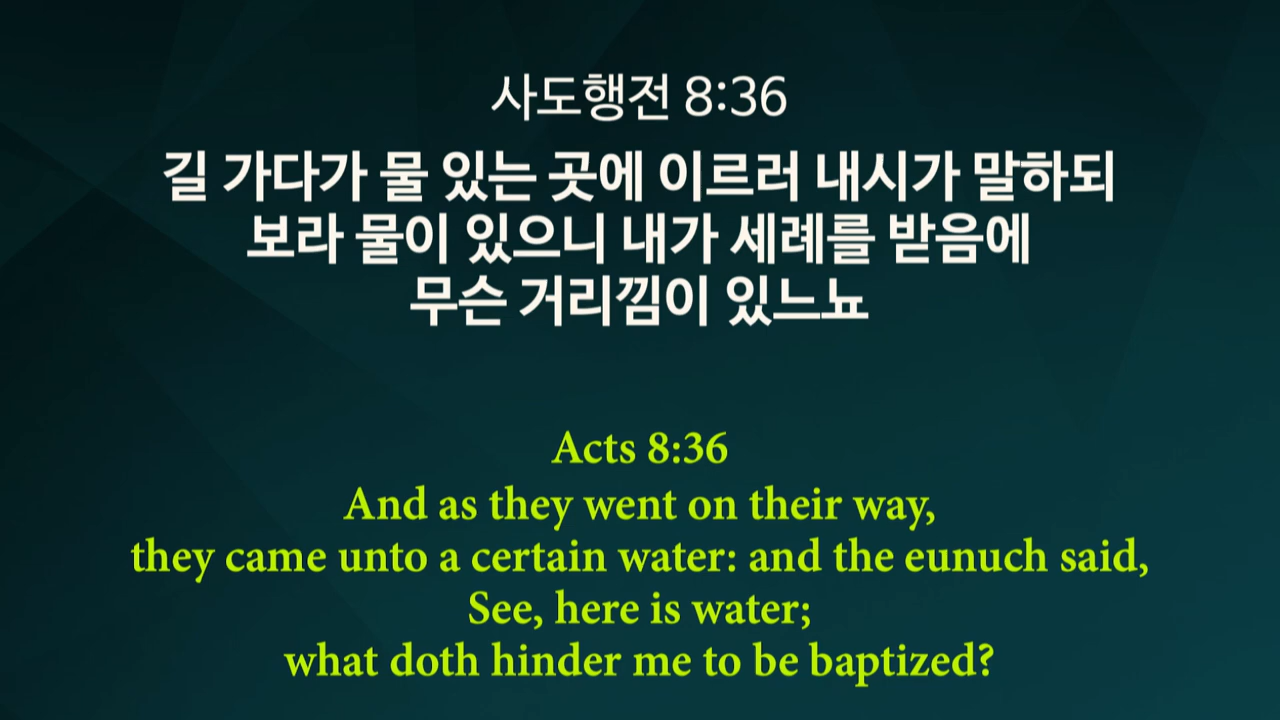 사도행전 8:36
길 가다가 물 있는 곳에 이르러 내시가 말하되
보라 물이 있으니 내가 세례를 받음에
무슨 거리낌이 있느뇨
Acts 8:36
And as they went on their way,
they came unto a certain water: and the eunuch said,
See, here is water;
what doth hinder me to be baptized?